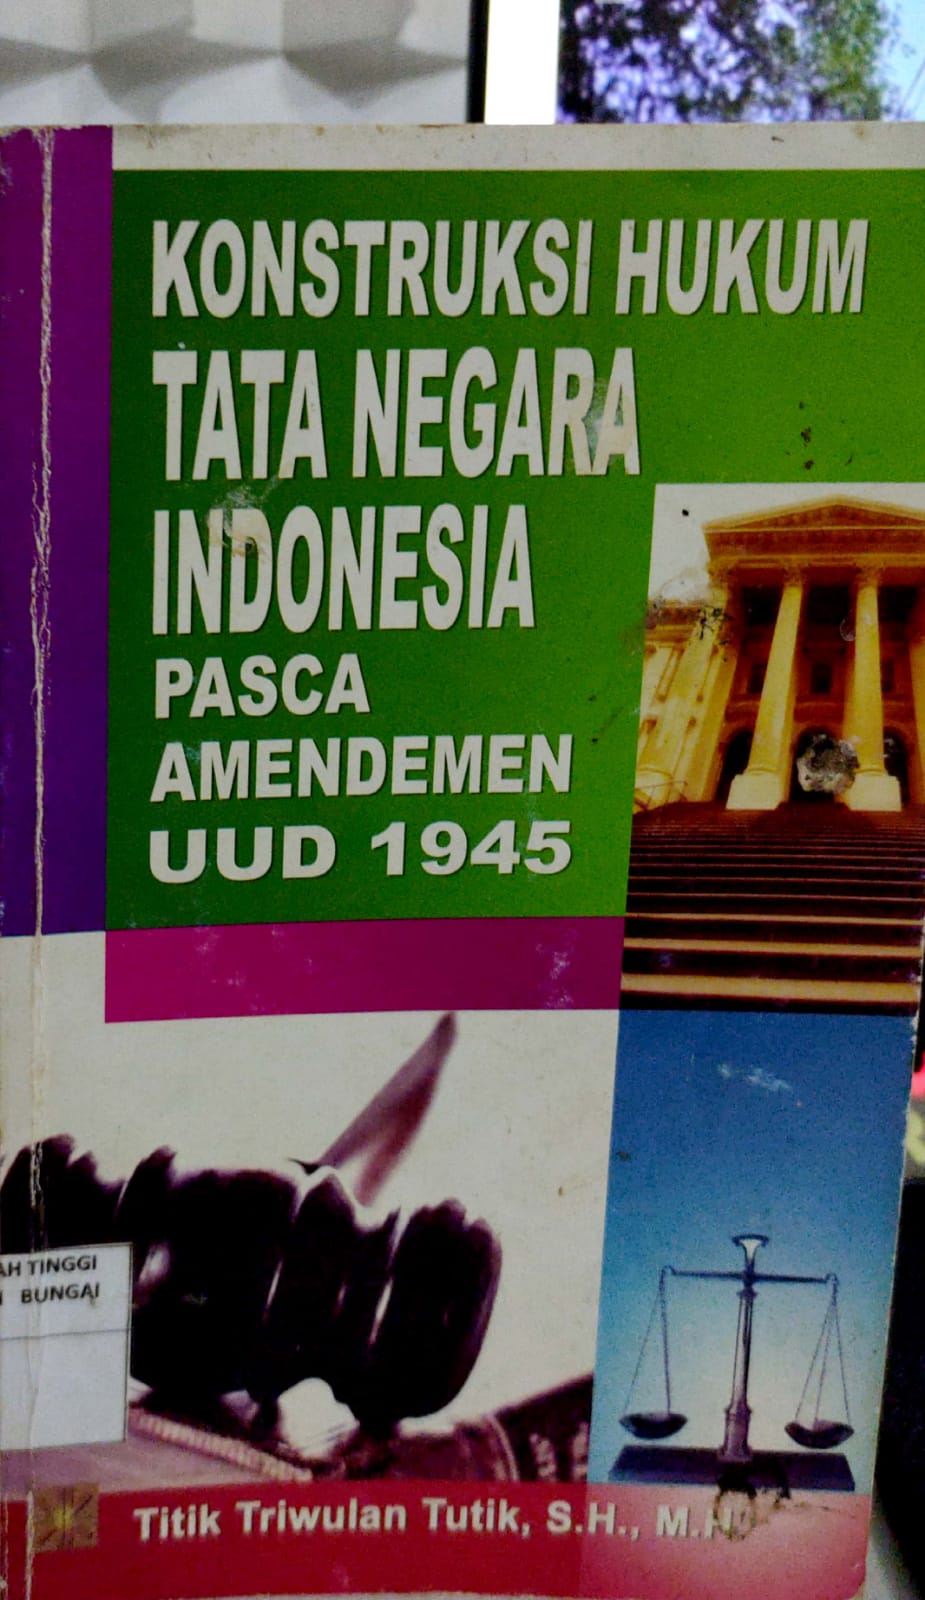 KONSTRUKSI HUKUM
TATA NEGARA
INDONESIA
PASCA
AMENDEMEN
UUD 1945
AH TINGGI
BUNGAI
Titik Triwulan Tutik, S.H., M.H